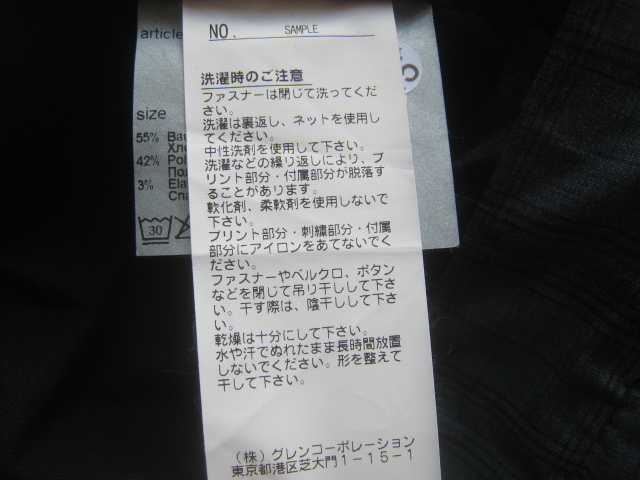 article
NO. SAMPLE
洗濯時のご注意
ファスナーは閉じて洗ってくだ
さい。
洗濯は裏返し、ネットを使用し
てください。
中性洗剤を使用して下さい。
洗濯などの繰り返しにより、プ
リント部分・付属部分が脱落す
ることがあります。
軟化剤、柔軟剤を使用しないで
下さい。
プリント部分・刺繍部分・付属
部分にアイロンをあてないでく
ださい。
ファスナーやベルクロ、ボタン
などを閉じて吊り干しして下さ
い。干す際は、陰干しして下さ
い。
乾燥は十分にして下さい。
水や汗でぬれたまま長時間放置
しないでください。形を整えて
干して下さい。
(株)グレンコーポレーション
東京都港区芝大門1-15-1
size
55% Bau
Хло
42% Pol
Пол
3% Ela
Спа
30